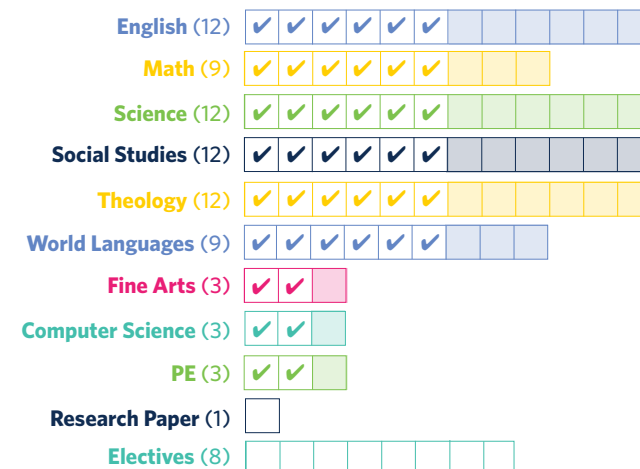 English (12) ✔ ✔ ✔ ✔ ✔ ✔
Math (9) ✔ ✔ ✔ ✔ ✔ ✔
Science (12) ✔ ✔ ✔ ✔ ✔ ✔
Social Studies (12) ✔ ✔ ✔ ✔ ✔ ✔
Theology (12) ✔ ✔ ✔ ✔ ✔ ✔
World Languages (9) ✔ ✔ ✔ ✔ ✔ ✔
Fine Arts (3) ✔ ✔
Computer Science (3) ✔ ✔
PE (3) ✔ ✔
Research Paper (1)
Electives (8)